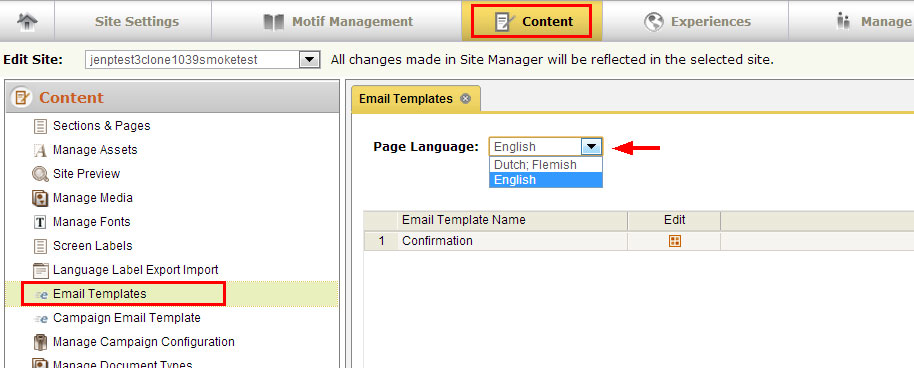 Site Settings Motif Management Content Experiences Manage
Edit Site: jenptest3clone1039smoketest All changes made in Site Manager will be reflected in the selected site.
Content
Sections & Pages
Manage Assets
Site Preview
Manage Media
Manage Fonts
Screen Labels
Language Label Export Import
Email Templates
Campaign Email Template
Manage Campaign Configuration
Manage Document Types
Email Templates
Page Language: English
Dutch; Flemish
English
Email Template Name Edit
1 Confirmation